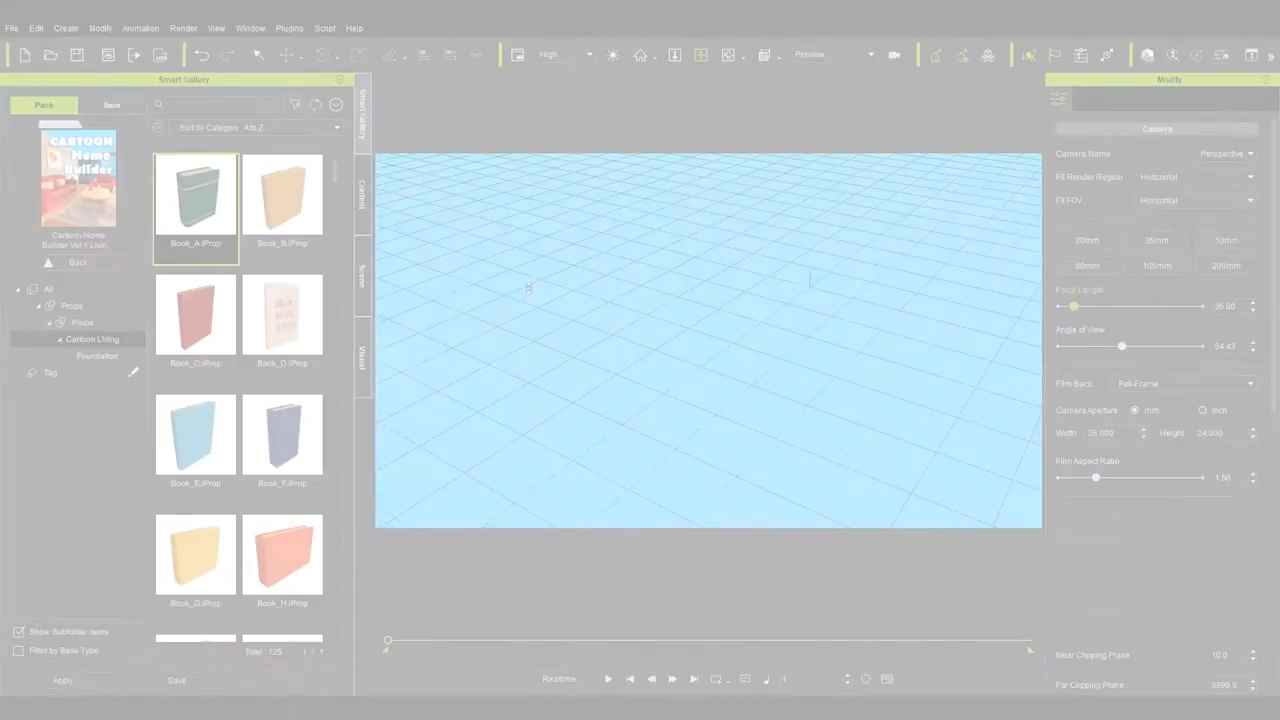 File Edit Create Modify Animation Render View Window Plugins Script Help
High Preview
Smart Gallery
Pack Item
CARTOON
Home
Builder
Cartoon Home
Builder Vol 1 Livin
Back
All
Props
Props
Cartoon Living
Foundation
Tag
Show Subfolder Items
Filter by Base Type
Apply Save
Sort by Category A to Z
Book_A.iProp Book_B.iProp
Book_C.iProp Book_D.iProp
Book_E.iProp Book_F.iProp
Book_G.iProp Book_H.iProp
Total 125 1 / 1
Smart Gallery
Content
Scene
Visual
Realtime 1
Modify
Camera
Camera Name Perspective
Fit Render Region Horizontal
Fit FOV Horizontal
20mm 35mm 50mm
80mm 105mm 200mm
Focal Length
35.00
Angle of View
54.43
Film Back Full-Frame
Camera Aperture mm inch
Width 36.000 Height 24.000
Film Aspect Ratio
1.50
Near Clipping Plane 10.0
Far Clipping Plane 9999.9